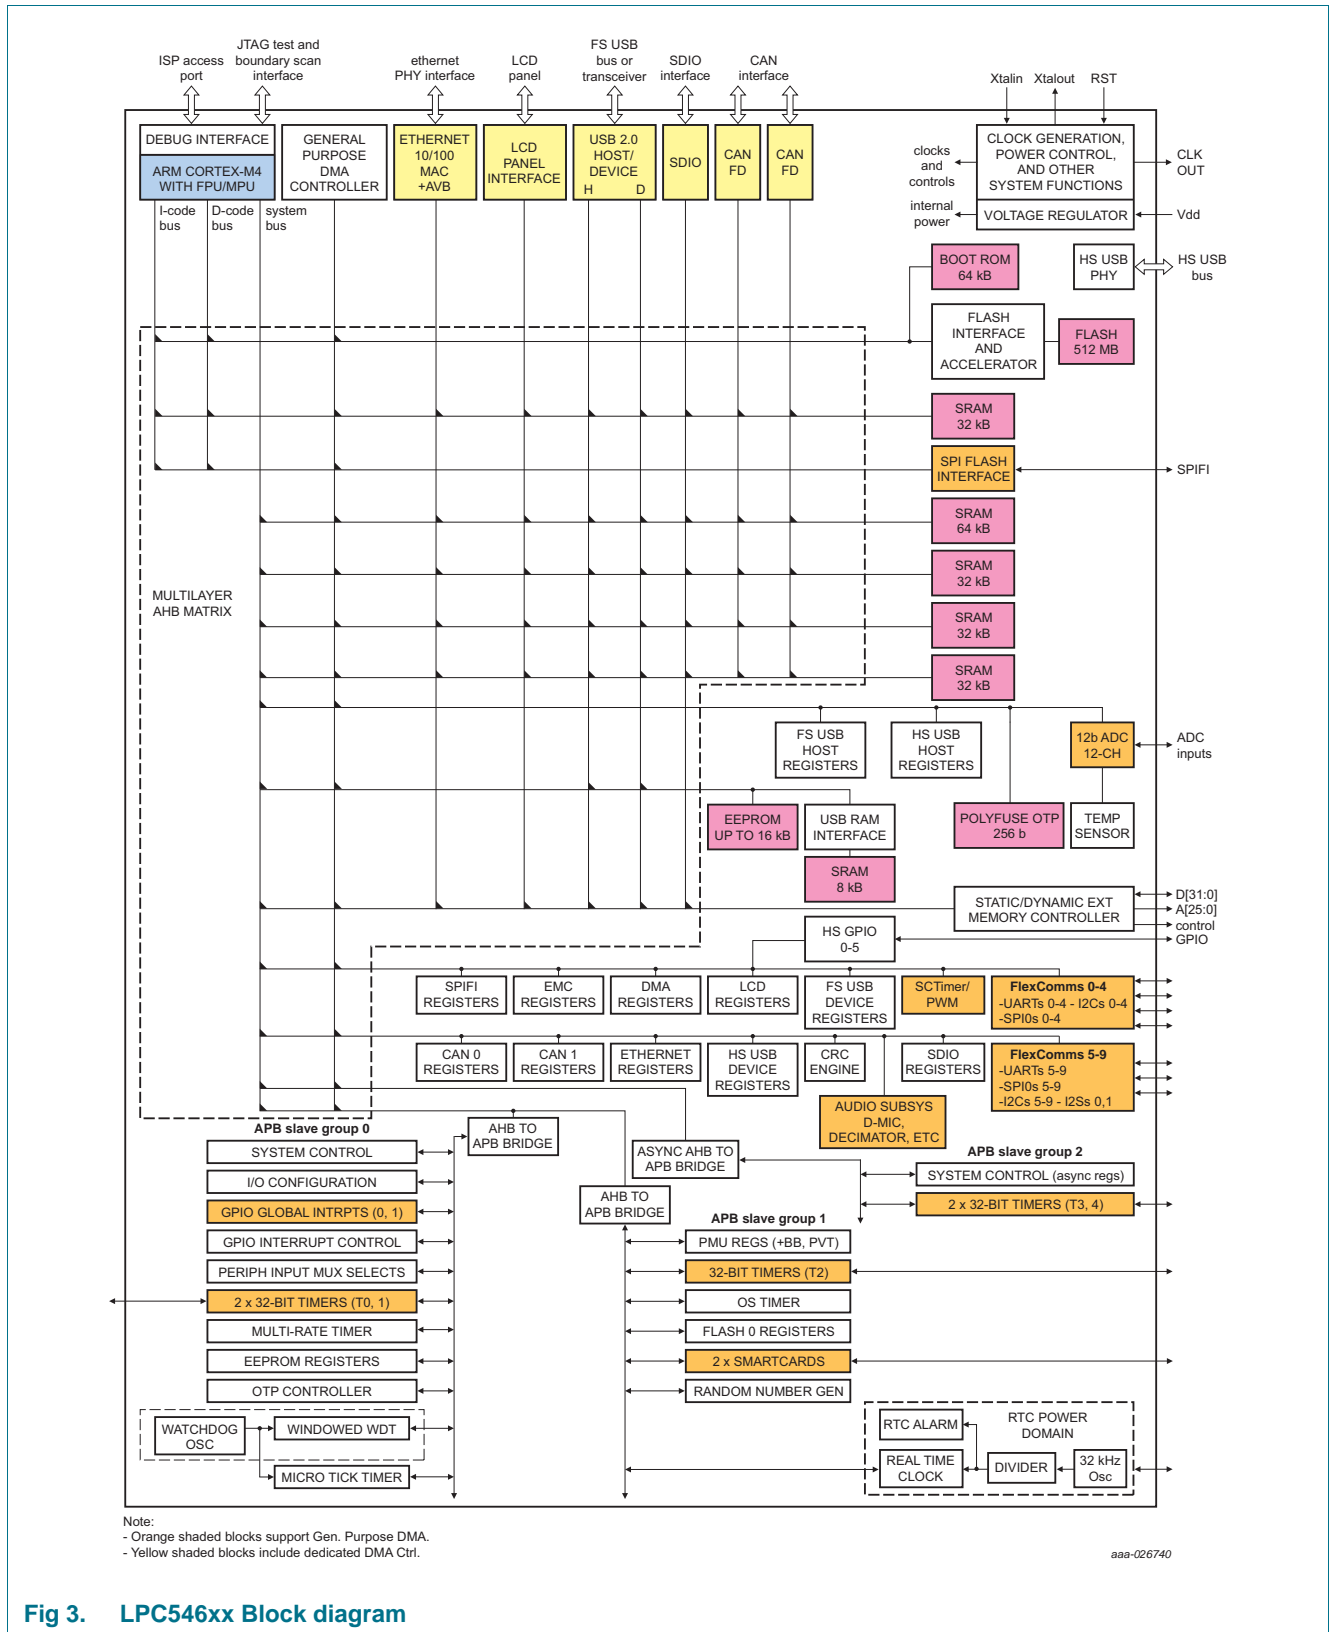 ISP access
port
JTAG test and
boundary scan
interface
ethernet
PHY interface
LCD
panel
FS USB
bus or
transceiver
SDIO
interface
CAN
interface
Xtalin
Xtalout
RST
DEBUG INTERFACE
ARM CORTEX-M4
WITH FPU/MPU
GENERAL
PURPOSE
DMA
CONTROLLER
ETHERNET
10/100
MAC
+AVB
LCD
PANEL
INTERFACE
USB 2.0
HOST/
DEVICE
H D
SDIO
CAN
FD
CAN
FD
clocks
and
controls
CLOCK GENERATION,
POWER CONTROL,
AND OTHER
SYSTEM FUNCTIONS
CLK
OUT
internal
power
VOLTAGE REGULATOR
Vdd
I-code
bus
D-code
bus
system
bus
BOOT ROM
64 kB
HS USB
PHY
HS USB
bus
FLASH
INTERFACE
AND
ACCELERATOR
FLASH
512 MB
SRAM
32 kB
SPI FLASH
INTERFACE
SPIFI
SRAM
64 kB
SRAM
32 kB
MULTILAYER
AHB MATRIX
SRAM
32 kB
SRAM
32 kB
FS USB
HOST
REGISTERS
HS USB
HOST
REGISTERS
12b ADC
12-CH
ADC
inputs
EEPROM
UP TO 16 kB
USB RAM
INTERFACE
POLYFUSE OTP
256 b
TEMP
SENSOR
SRAM
8 kB
STATIC/DYNAMIC EXT
MEMORY CONTROLLER
D[31:0]
A[25:0]
control
GPIO
HS GPIO
0-5
SPIFI
REGISTERS
EMC
REGISTERS
DMA
REGISTERS
LCD
REGISTERS
FS USB
DEVICE
REGISTERS
SCTimer/
PWM
FlexComms 0-4
-UARTs 0-4 - I2Cs 0-4
-SPI0s 0-4
CAN 0
REGISTERS
CAN 1
REGISTERS
ETHERNET
REGISTERS
HS USB
DEVICE
REGISTERS
CRC
ENGINE
SDIO
REGISTERS
FlexComms 5-9
-UARTs 5-9
-SPI0s 5-9
-I2Cs 5-9 - I2Ss 0,1
AUDIO SUBSYS
D-MIC,
DECIMATOR, ETC
APB slave group 0
AHB TO
APB BRIDGE
ASYNC AHB TO
APB BRIDGE
APB slave group 2
SYSTEM CONTROL
SYSTEM CONTROL (async regs)
I/O CONFIGURATION
AHB TO
APB BRIDGE
2 x 32-BIT TIMERS (T3, 4)
GPIO GLOBAL INTRPTS (0, 1)
APB slave group 1
GPIO INTERRUPT CONTROL
PMU REGS (+BB, PVT)
PERIPH INPUT MUX SELECTS
32-BIT TIMERS (T2)
2 x 32-BIT TIMERS (T0, 1)
OS TIMER
MULTI-RATE TIMER
FLASH 0 REGISTERS
EEPROM REGISTERS
2 x SMARTCARDS
OTP CONTROLLER
RANDOM NUMBER GEN
WATCHDOG
OSC
WINDOWED WDT
RTC ALARM
RTC POWER
DOMAIN
MICRO TICK TIMER
REAL TIME
CLOCK
DIVIDER
32 kHz
Osc
Note:
- Orange shaded blocks support Gen. Purpose DMA.
- Yellow shaded blocks include dedicated DMA Ctrl.
aaa-026740
Fig 3. LPC546xx Block diagram